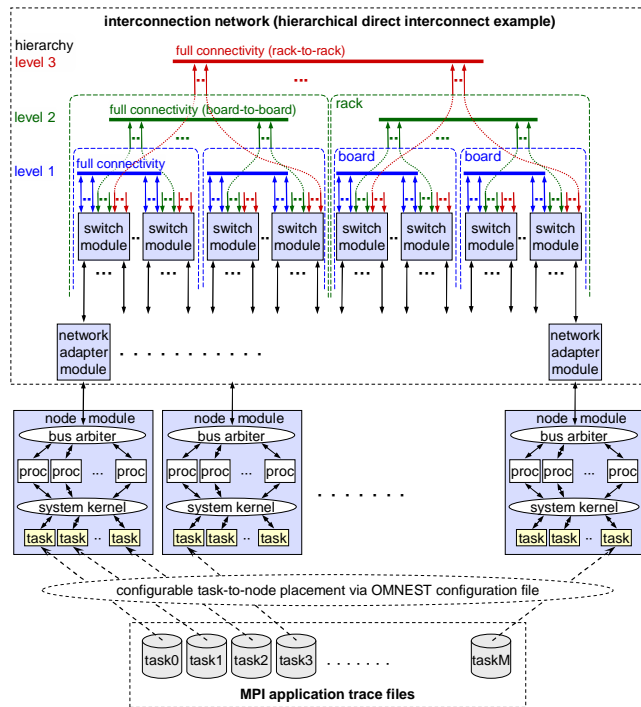 interconnection network (hierarchical direct interconnect example)
hierarchy
level 3
full connectivity (rack-to-rack)
...
level 2
full connectivity (board-to-board)
rack
...
...
level 1
full connectivity
board
board
switch module
..
switch module
switch module
..
switch module
switch module
..
switch module
switch module
..
switch module
...
...
...
...
network adapter module
. . . . . . . . . . .
network adapter module
node module
node module
node module
bus arbiter
bus arbiter
bus arbiter
proc proc ... proc
proc proc ... proc
proc proc ... proc
. . . . . . .
system kernel
system kernel
system kernel
task task .. task
task task .. task
task task .. task
configurable task-to-node placement via OMNEST configuration file
task0 task1 task2 task3 . . . . . . . taskM
MPI application trace files